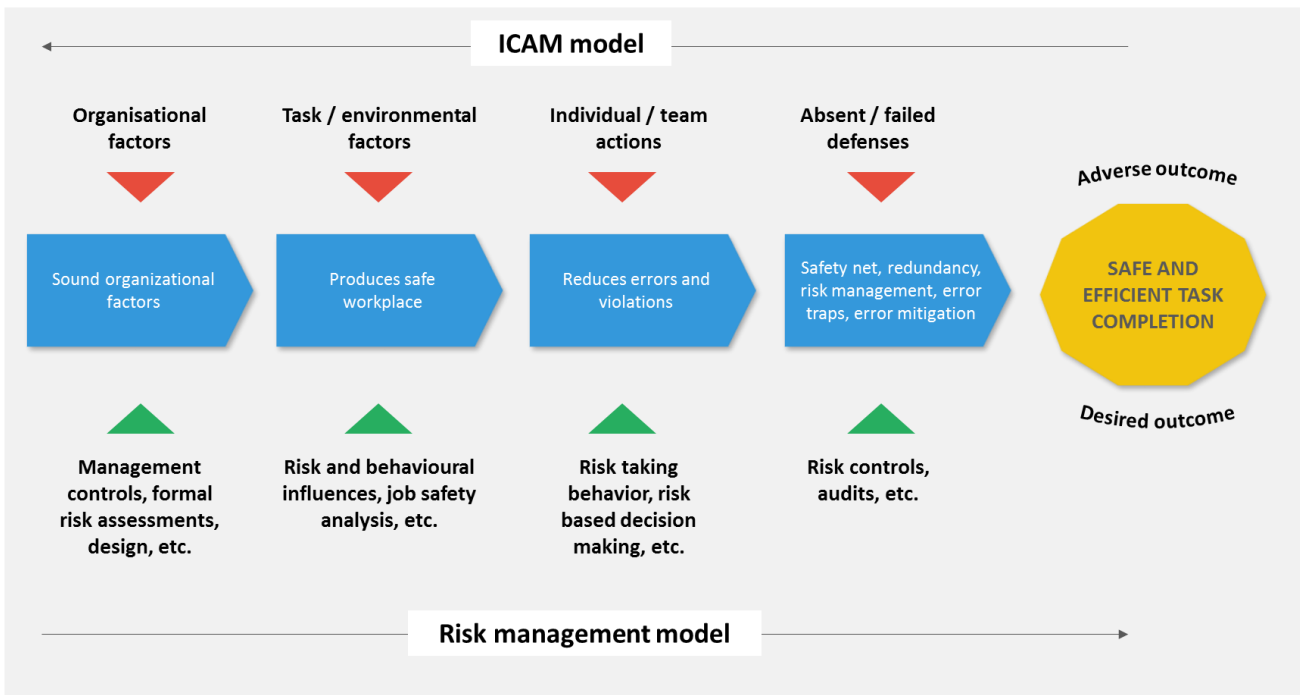 ICAM model
Organisational
factors
Task / environmental
factors
Individual / team
actions
Absent / failed
defenses
Adverse outcome
Sound organizational
factors
Produces safe
workplace
Reduces errors and
violations
Safety net, redundancy,
risk management, error
traps, error mitigation
SAFE AND
EFFICIENT TASK
COMPLETION
Desired outcome
Management
controls, formal
risk assessments,
design, etc.
Risk and behavioural
influences, job safety
analysis, etc.
Risk taking
behavior, risk
based decision
making, etc.
Risk controls,
audits, etc.
Risk management model